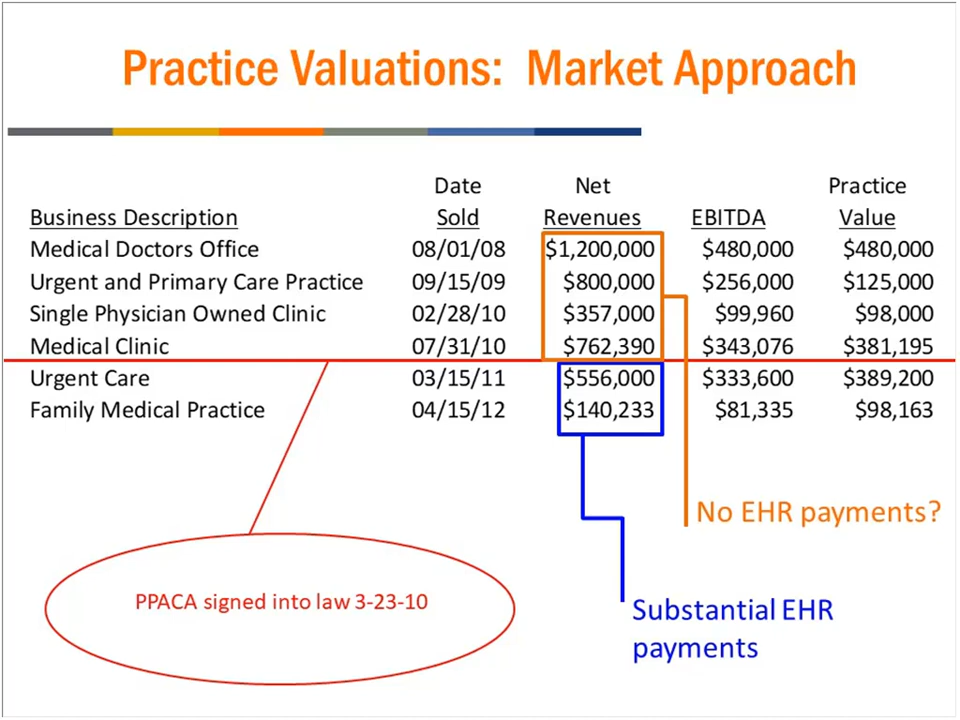 Practice Valuations: Market Approach
Date Net Practice
Business Description Sold Revenues EBITDA Value
Medical Doctors Office 08/01/08 $1,200,000 $480,000 $480,000
Urgent and Primary Care Practice 09/15/09 $800,000 $256,000 $125,000
Single Physician Owned Clinic 02/28/10 $357,000 $99,960 $98,000
Medical Clinic 07/31/10 $762,390 $343,076 $381,195
Urgent Care 03/15/11 $556,000 $333,600 $389,200
Family Medical Practice 04/15/12 $140,233 $81,335 $98,163
No EHR payments?
PPACA signed into law 3-23-10
Substantial EHR
payments